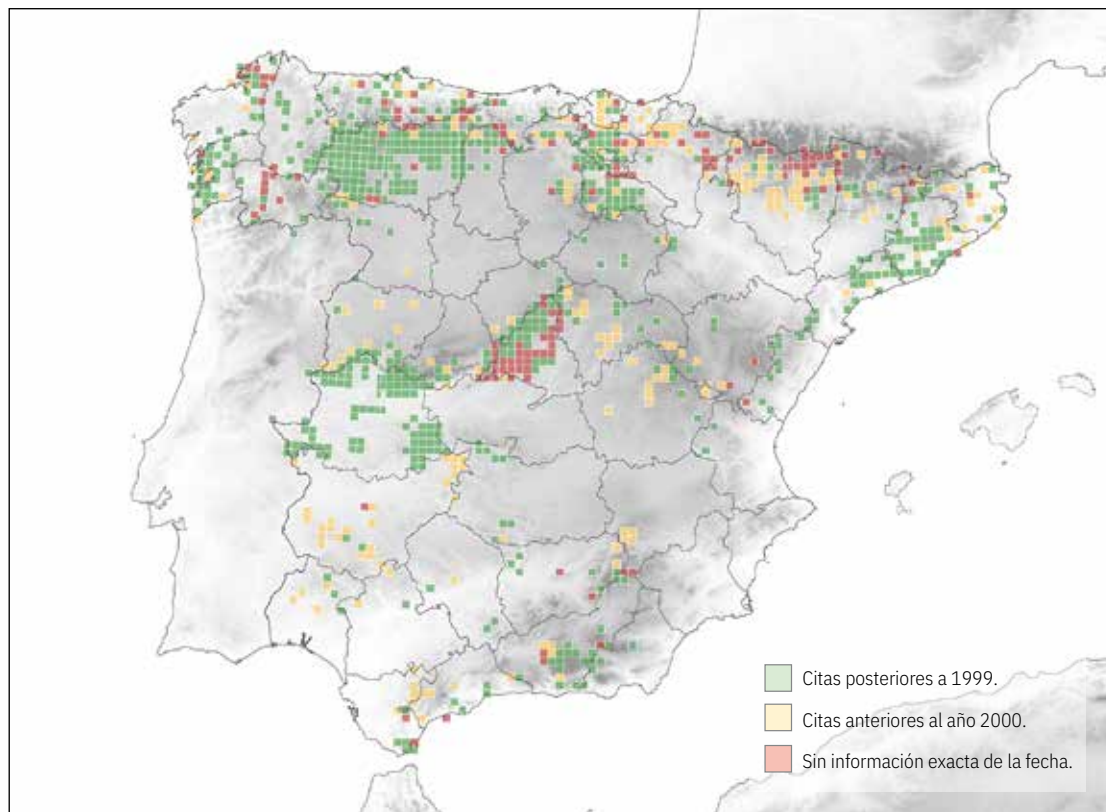 Citas posteriores a 1999.
Citas anteriores al año 2000.
Sin información exacta de la fecha.